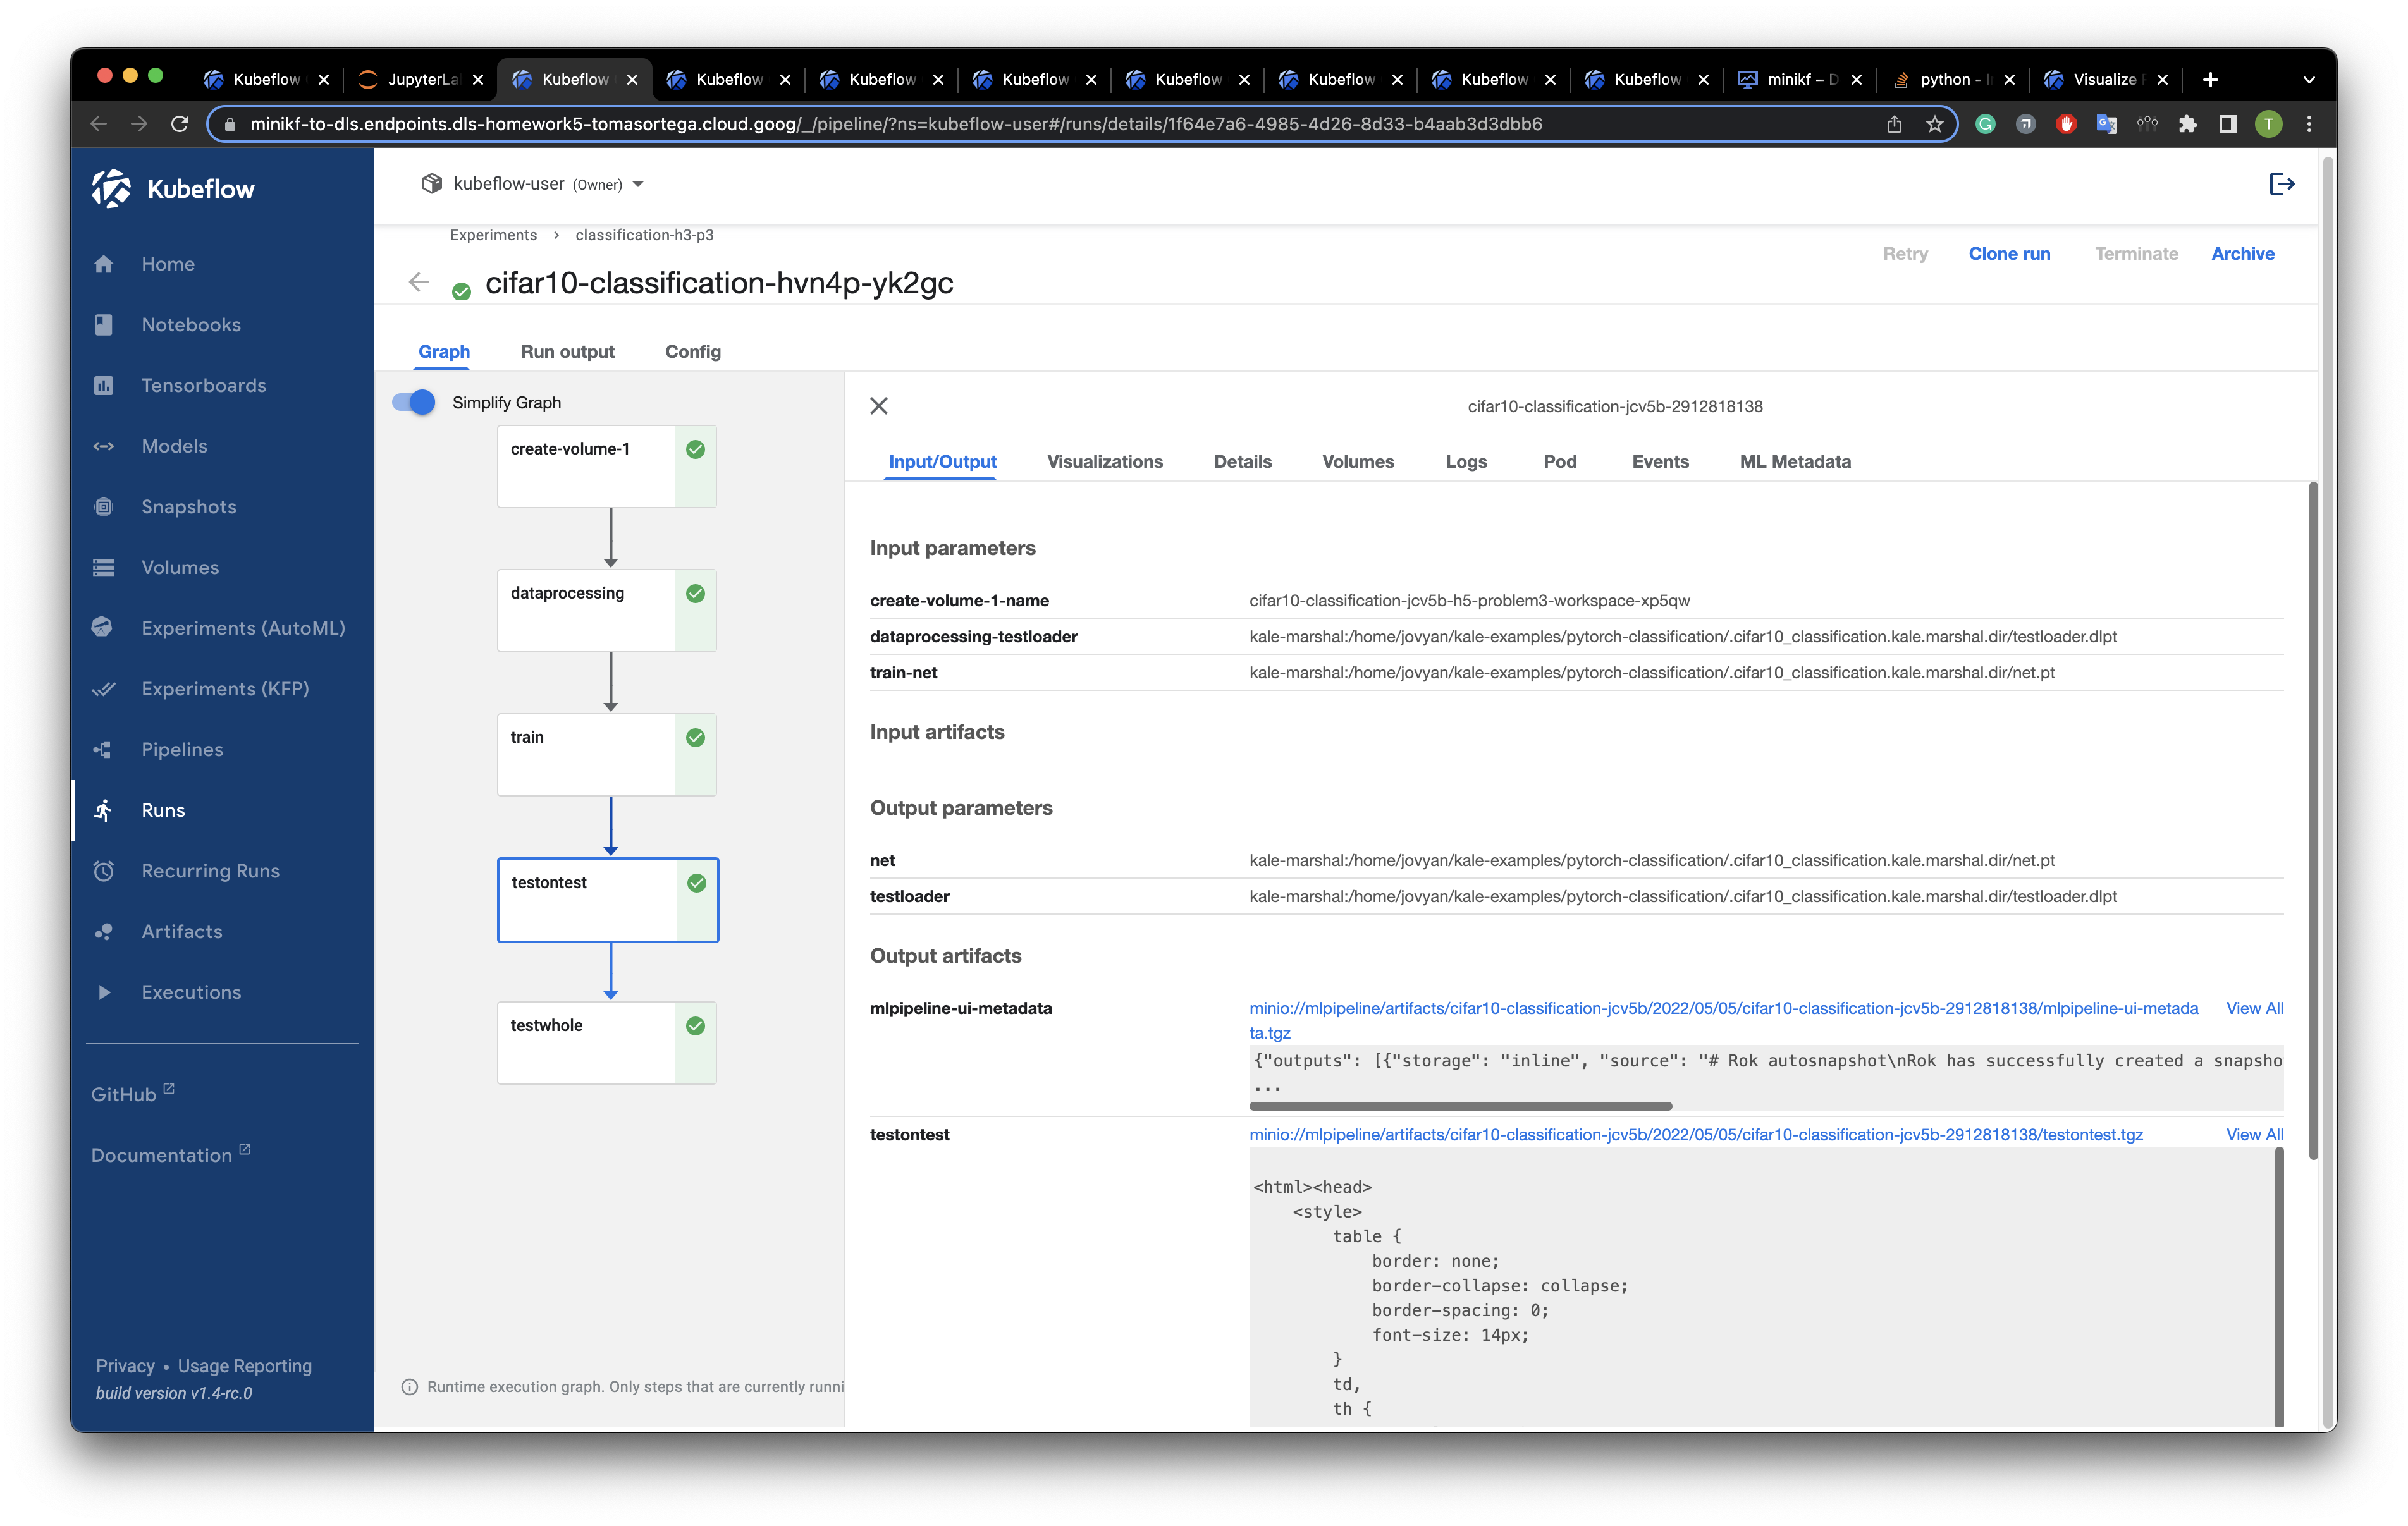 Kubeflow
JupyterLa
Kubeflow
Kubeflow
Kubeflow
Kubeflow
Kubeflow
Kubeflow
Kubeflow
Kubeflow
minikf – D
python -
Visualize
minikf-to-dls.endpoints.dls-homework5-tomasortega.cloud.goog/_/pipeline/?ns=kubeflow-user#/runs/details/1f64e7a6-4985-4d26-8d33-b4aab3d3dbb6
T
Kubeflow
Home
Notebooks
Tensorboards
Models
Snapshots
Volumes
Experiments (AutoML)
Experiments (KFP)
Pipelines
Runs
Recurring Runs
Artifacts
Executions
GitHub
Documentation
Privacy • Usage Reporting
build version v1.4-rc.0
kubeflow-user (Owner)
Experiments > classification-h3-p3
cifar10-classification-hvn4p-yk2gc
Retry
Clone run
Terminate
Archive
Graph
Run output
Config
Simplify Graph
create-volume-1
dataprocessing
train
testontest
testwhole
Runtime execution graph. Only steps that are currently runni
cifar10-classification-jcv5b-2912818138
Input/Output
Visualizations
Details
Volumes
Logs
Pod
Events
ML Metadata
Input parameters
create-volume-1-name cifar10-classification-jcv5b-h5-problem3-workspace-xp5qw
dataprocessing-testloader kale-marshal:/home/jovyan/kale-examples/pytorch-classification/.cifar10_classification.kale.marshal.dir/testloader.dlpt
train-net kale-marshal:/home/jovyan/kale-examples/pytorch-classification/.cifar10_classification.kale.marshal.dir/net.pt
Input artifacts
Output parameters
net kale-marshal:/home/jovyan/kale-examples/pytorch-classification/.cifar10_classification.kale.marshal.dir/net.pt
testloader kale-marshal:/home/jovyan/kale-examples/pytorch-classification/.cifar10_classification.kale.marshal.dir/testloader.dlpt
Output artifacts
mlpipeline-ui-metadata minio://mlpipeline/artifacts/cifar10-classification-jcv5b/2022/05/05/cifar10-classification-jcv5b-2912818138/mlpipeline-ui-metada View All
ta.tgz
{"outputs": [{"storage": "inline", "source": "# Rok autosnapshot\nRok has successfully created a snapsho
...
testontest minio://mlpipeline/artifacts/cifar10-classification-jcv5b/2022/05/05/cifar10-classification-jcv5b-2912818138/testontest.tgz View All
<html><head>
<style>
table {
border: none;
border-collapse: collapse;
border-spacing: 0;
font-size: 14px;
}
td,
th {